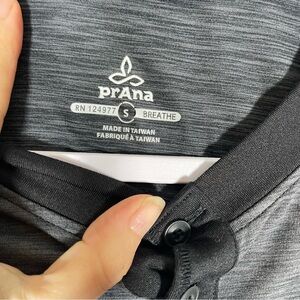 prAna
RN 124977 S BREATHE
MADE IN TAIWAN
FABRIQUÉ À TAIWAN